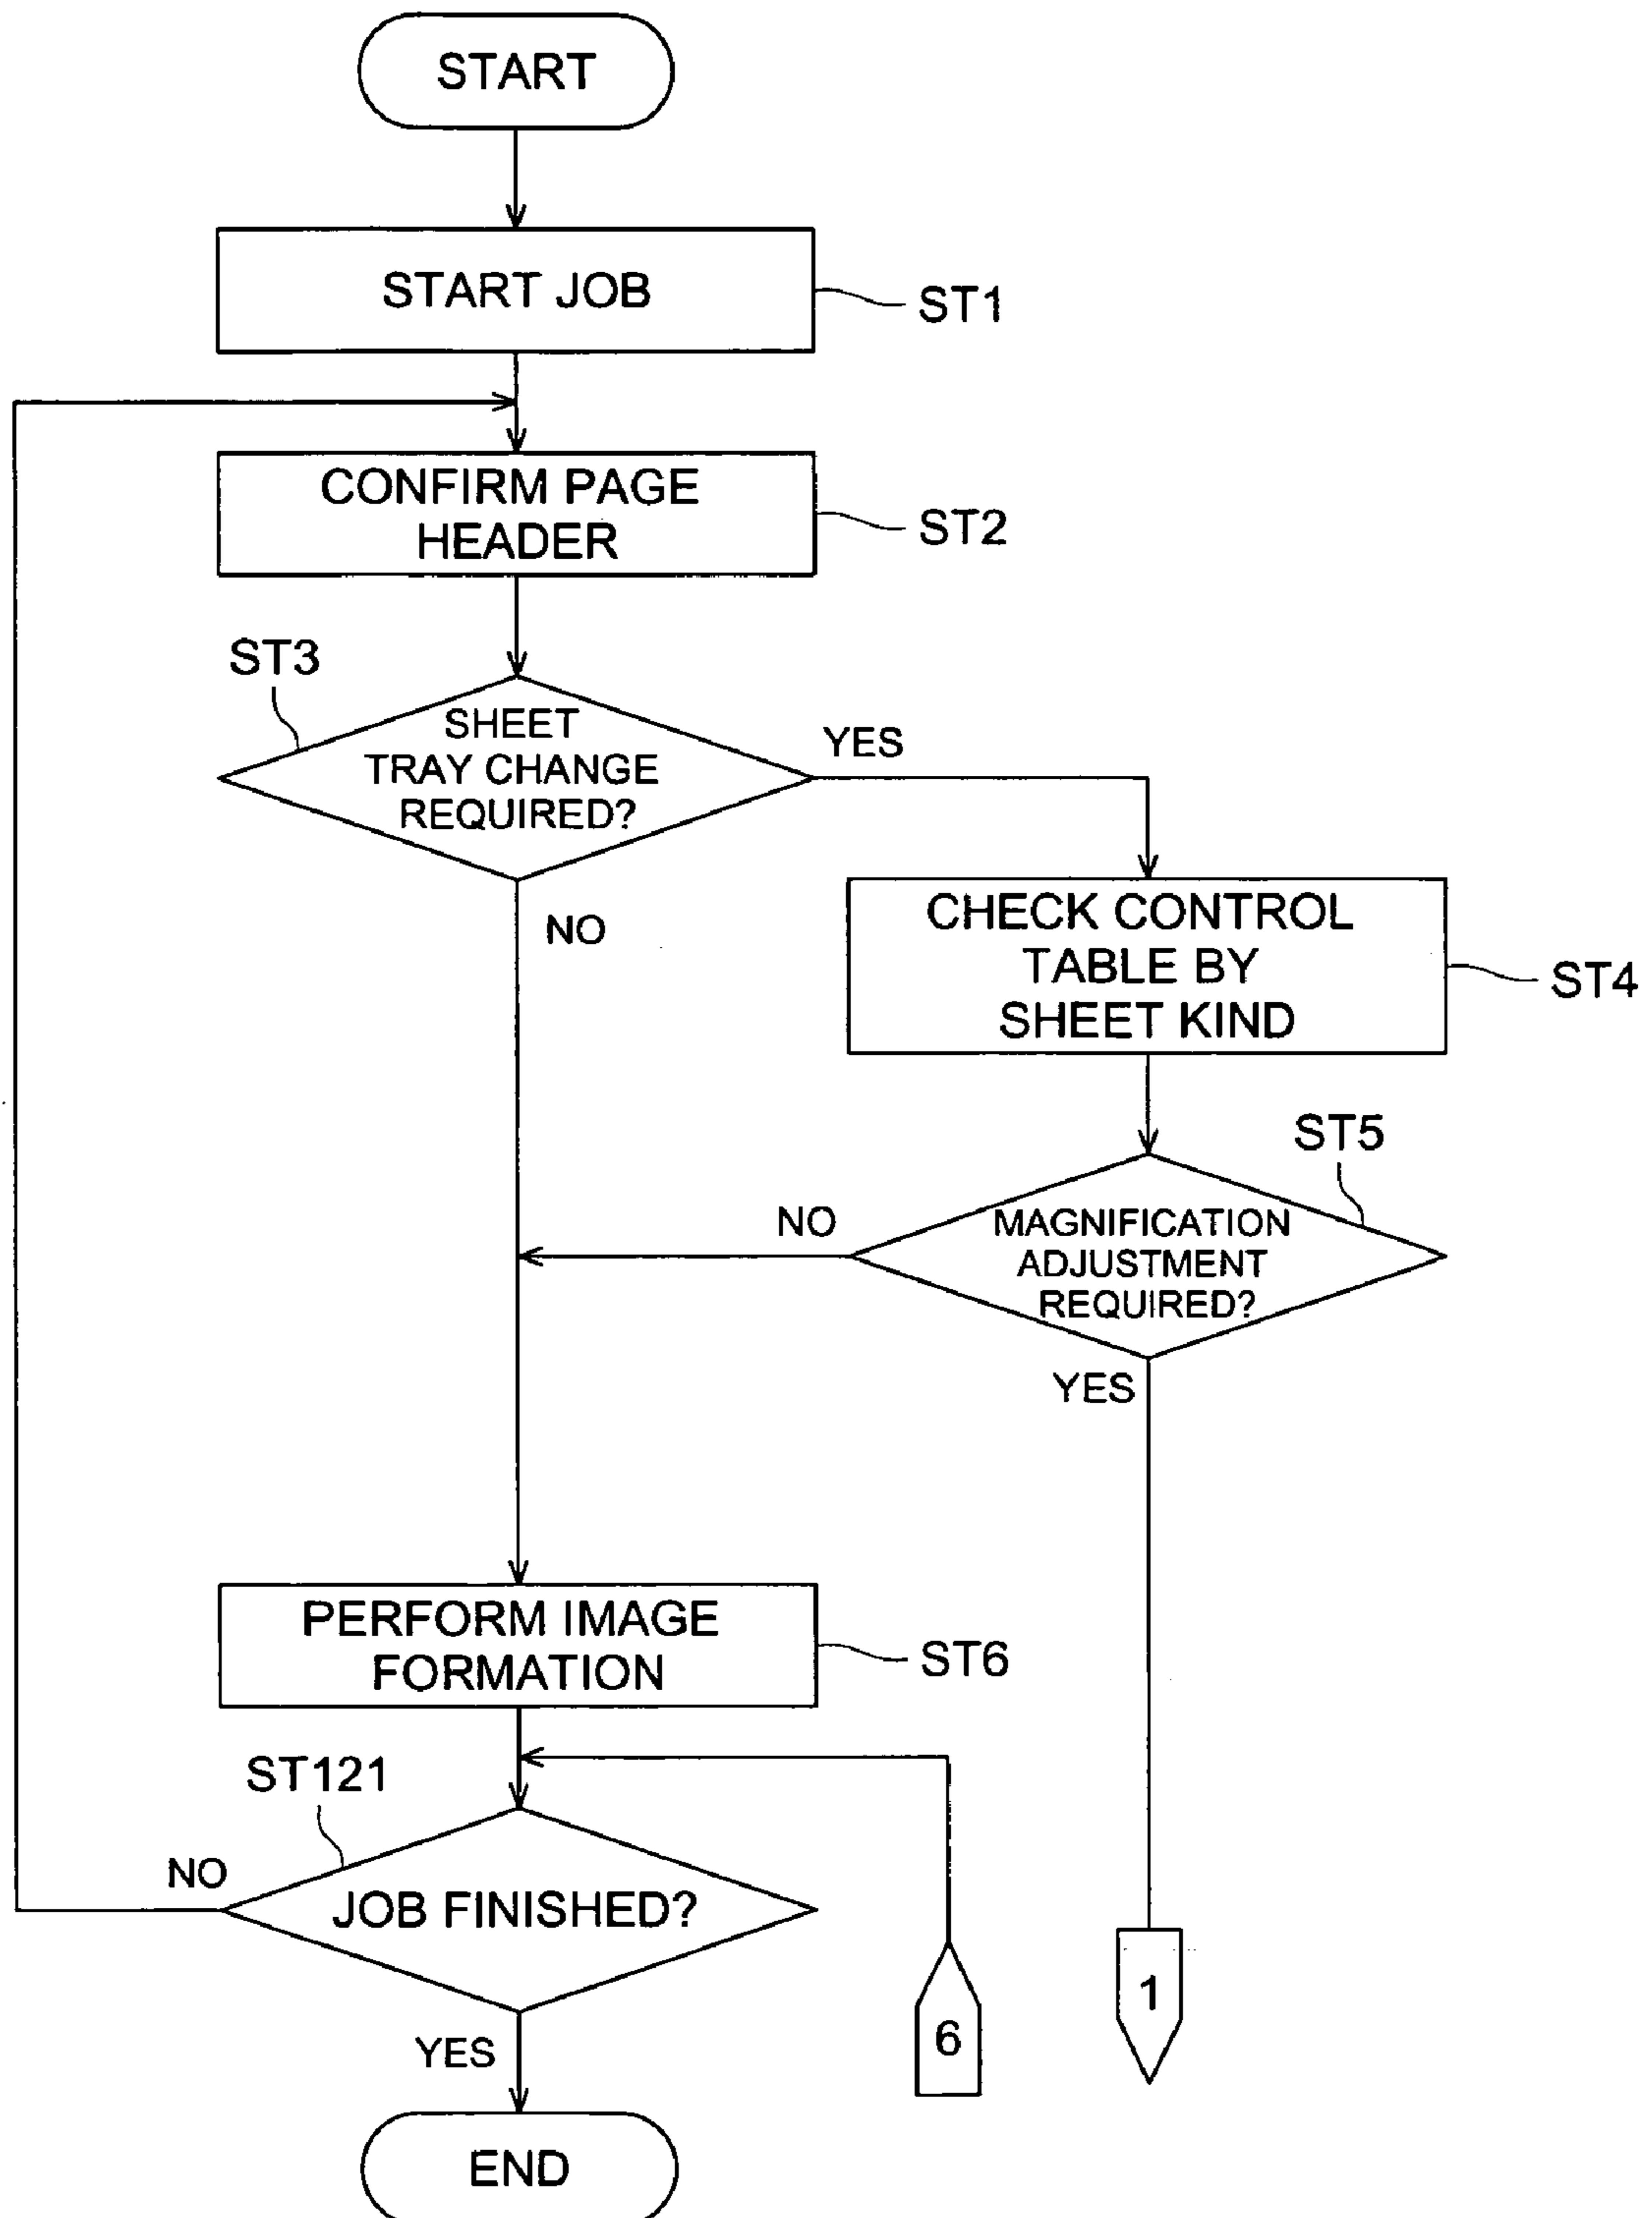 START
START JOB
ST1
CONFIRM PAGE
HEADER
ST2
ST3
SHEET
TRAY CHANGE
REQUIRED?
YES
NO
CHECK CONTROL
TABLE BY
SHEET KIND
ST4
ST5
MAGNIFICATION
ADJUSTMENT
REQUIRED?
NO
YES
PERFORM IMAGE
FORMATION
ST6
ST121
JOB FINISHED?
NO
YES
6
1
END